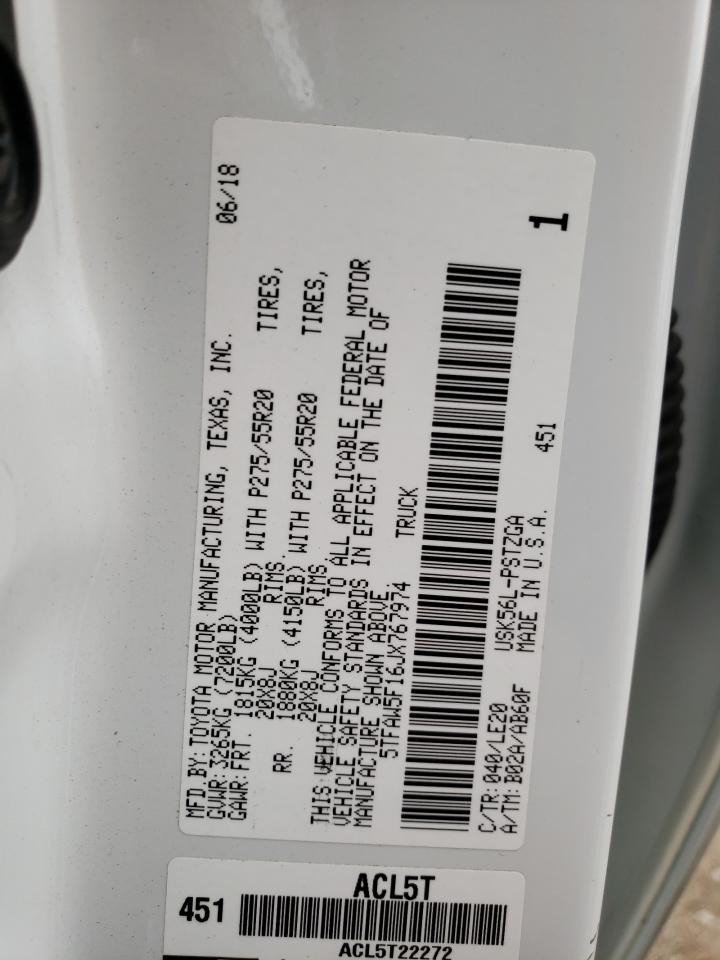 MFD.BY:TOYOTA MOTOR MANUFACTURING, TEXAS, INC. 06/18
GVWR:3265KG (7200LB)
GAWR:FRT. 1815KG (4000LB) WITH P275/55R20 TIRES,
20X8J RIMS.
RR. 1880KG (4150LB) WITH P275/55R20 TIRES,
20X8J RIMS
THIS VEHICLE CONFORMS TO ALL APPLICABLE FEDERAL MOTOR
VEHICLE SAFETY STANDARDS IN EFFECT ON THE DATE OF
MANUFACTURE SHOWN ABOVE.
5TFAW5F16JX767974 TRUCK
C/TR:040/LE20 USK56L-PSTZGA 451
A/TM:B02A/AB60F MADE IN U.S.A. 1
ACL5T
451
ACL5T22272